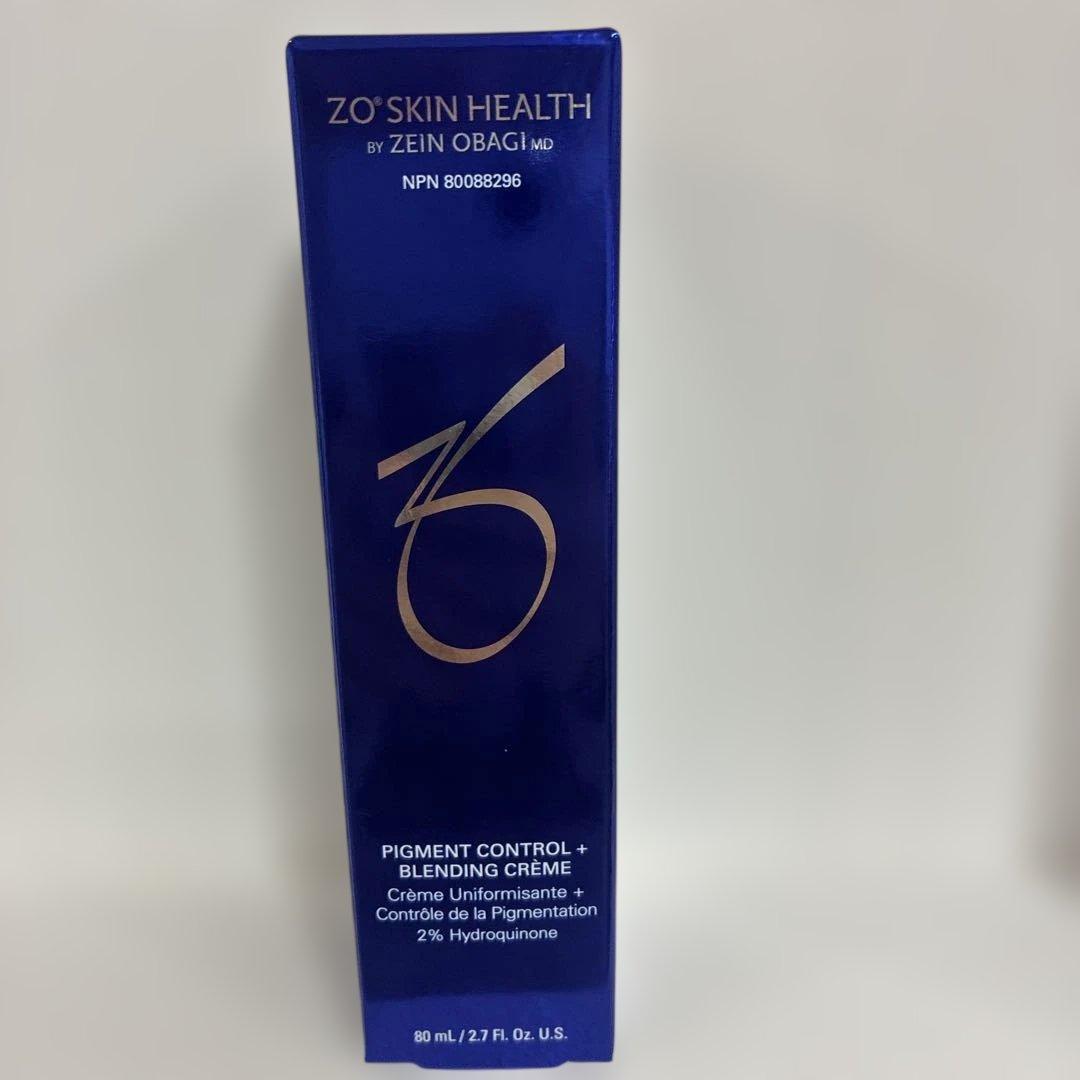 ZO® SKIN HEALTH
BY ZEIN OBAGI MD
NPN 80088296
PIGMENT CONTROL +
BLENDING CRÈME
Crème Uniformisante +
Contrôle de la Pigmentation
2% Hydroquinone
80 mL / 2.7 Fl. Oz. U.S.